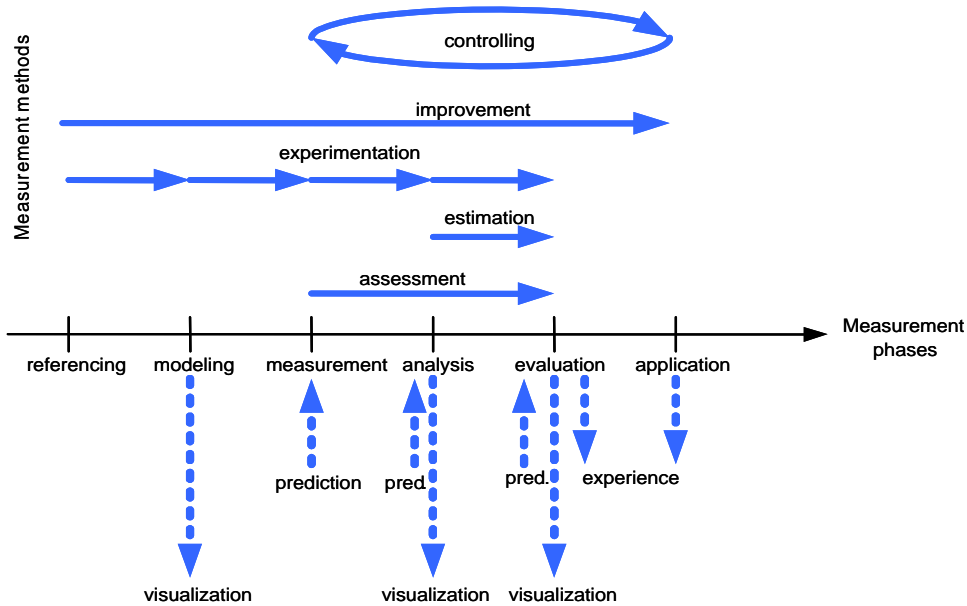 Measurement methods
controlling
improvement
experimentation
estimation
assessment
Measurement
phases
referencing modeling measurement analysis evaluation application
prediction pred. pred. experience
visualization visualization visualization